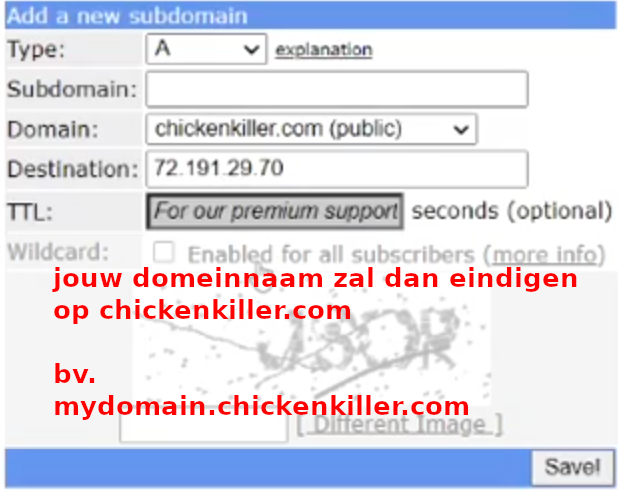 Add a new subdomain
Type: A explanation
Subdomain:
Domain: chickenkiller.com (public)
Destination: 72.191.29.70
TTL: For our premium support seconds (optional)
Wildcard: Enabled for all subscribers (more info)
jouw domeinnaam zal dan eindigen
op chickenkiller.com
bv.
mydomain.chickenkiller.com
[ Different Image ]
Save!